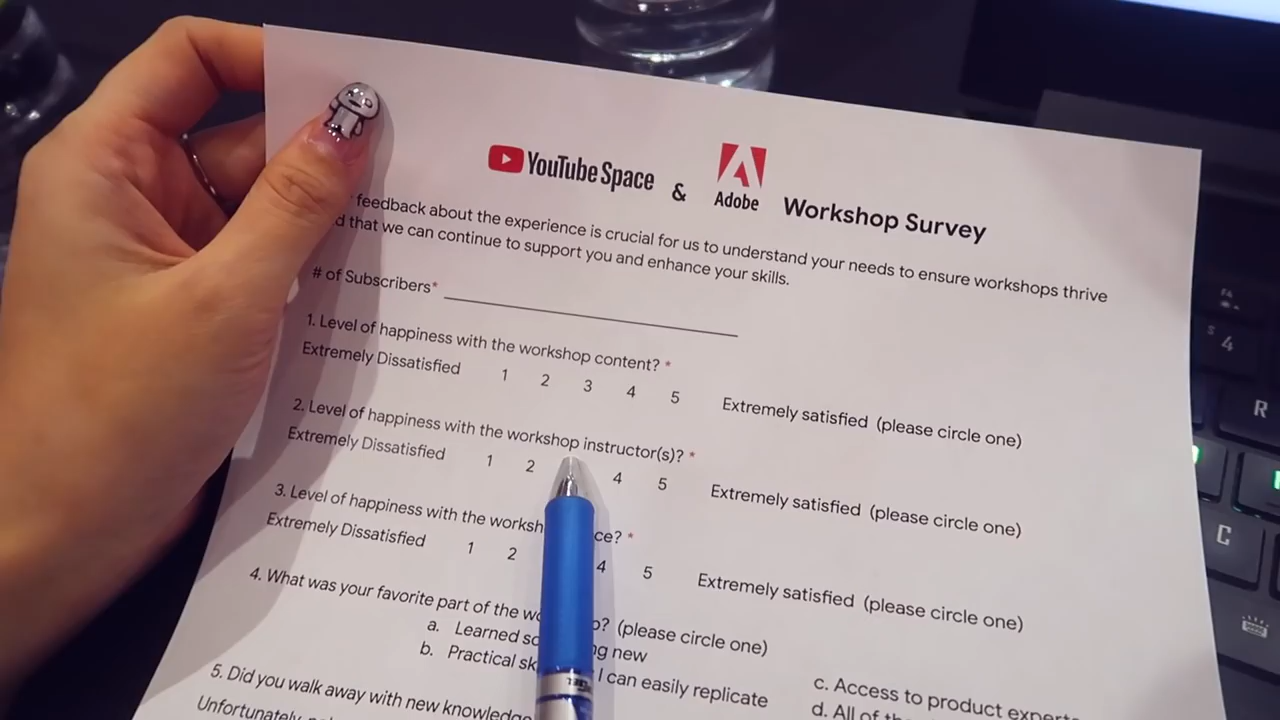 YouTube Space & Adobe Workshop Survey
feedback about the experience is crucial for us to understand your needs to ensure workshops thrive
that we can continue to support you and enhance your skills.
# of Subscribers*
1. Level of happiness with the workshop content? *
Extremely Dissatisfied 1 2 3 4 5 Extremely satisfied (please circle one)
2. Level of happiness with the workshop instructor(s)? *
Extremely Dissatisfied 1 2 4 5 Extremely satisfied (please circle one)
3. Level of happiness with the *
Extremely Dissatisfied 1 2 4 5 Extremely satisfied (please circle one)
4. What was your favorite part of the (please circle one)
a. Learned new
b. Practical I can easily replicate
c. Access to product
d. All of
5. Did you walk away with new
Unfortunately
F4
$
4
R
C